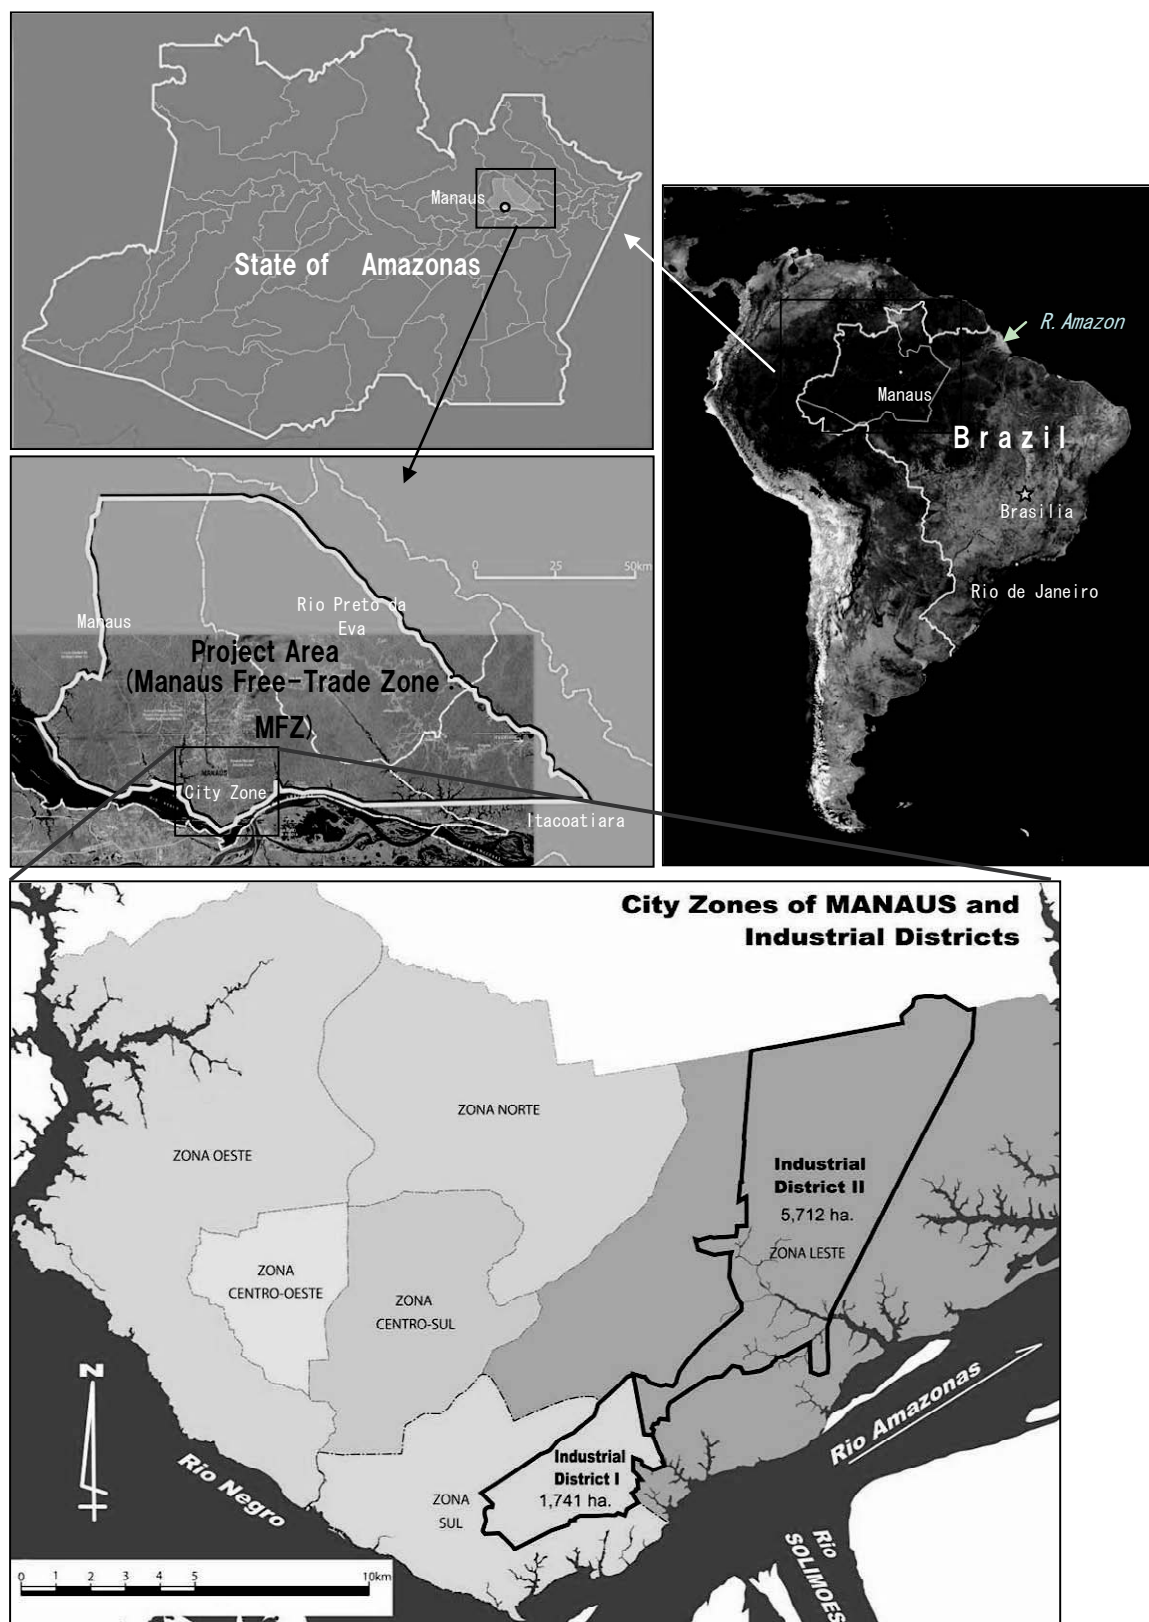 Manaus
State of Amazonas
R. Amazon
Manaus
Brazil
Brasilia
Rio de Janeiro
0 25 50km
Rio Preto da
Eva
Manaus
Project Area
(Manaus Free-Trade Zone :
MFZ)
MANAUS
City Zone
Itacoatiara
City Zones of MANAUS and
Industrial Districts
ZONA NORTE
ZONA OESTE
Industrial
District II
5,712 ha.
ZONA LESTE
ZONA
CENTRO-OESTE
ZONA
CENTRO-SUL
N
Rio Amazonas
Industrial
District I
1,741 ha.
Rio Negro
ZONA
SUL
Rio
SOLIMOES
0 1 2 3 4 5 10km